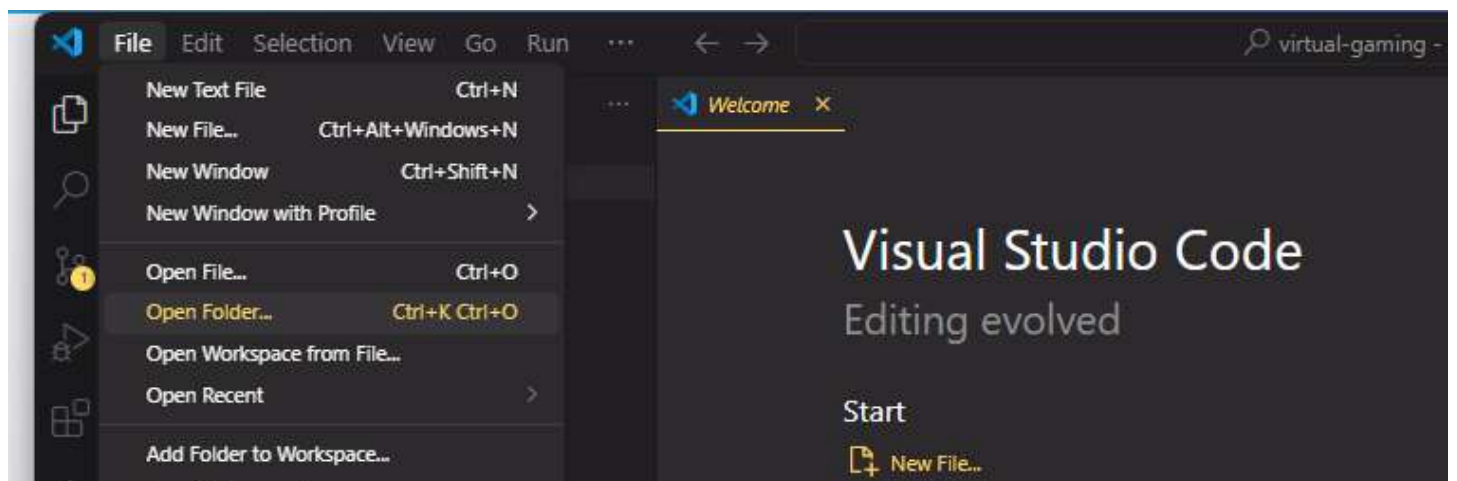 File Edit Selection View Go Run ... virtual-gaming -
New Text File Ctrl+N
New File... Ctrl+Alt+Windows+N
New Window Ctrl+Shift+N
New Window with Profile
Open File... Ctrl+O
Open Folder... Ctrl+K Ctrl+O
Open Workspace from File...
Open Recent
Add Folder to Workspace...
... Welcome
1
Visual Studio Code
Editing evolved
Start
New File...